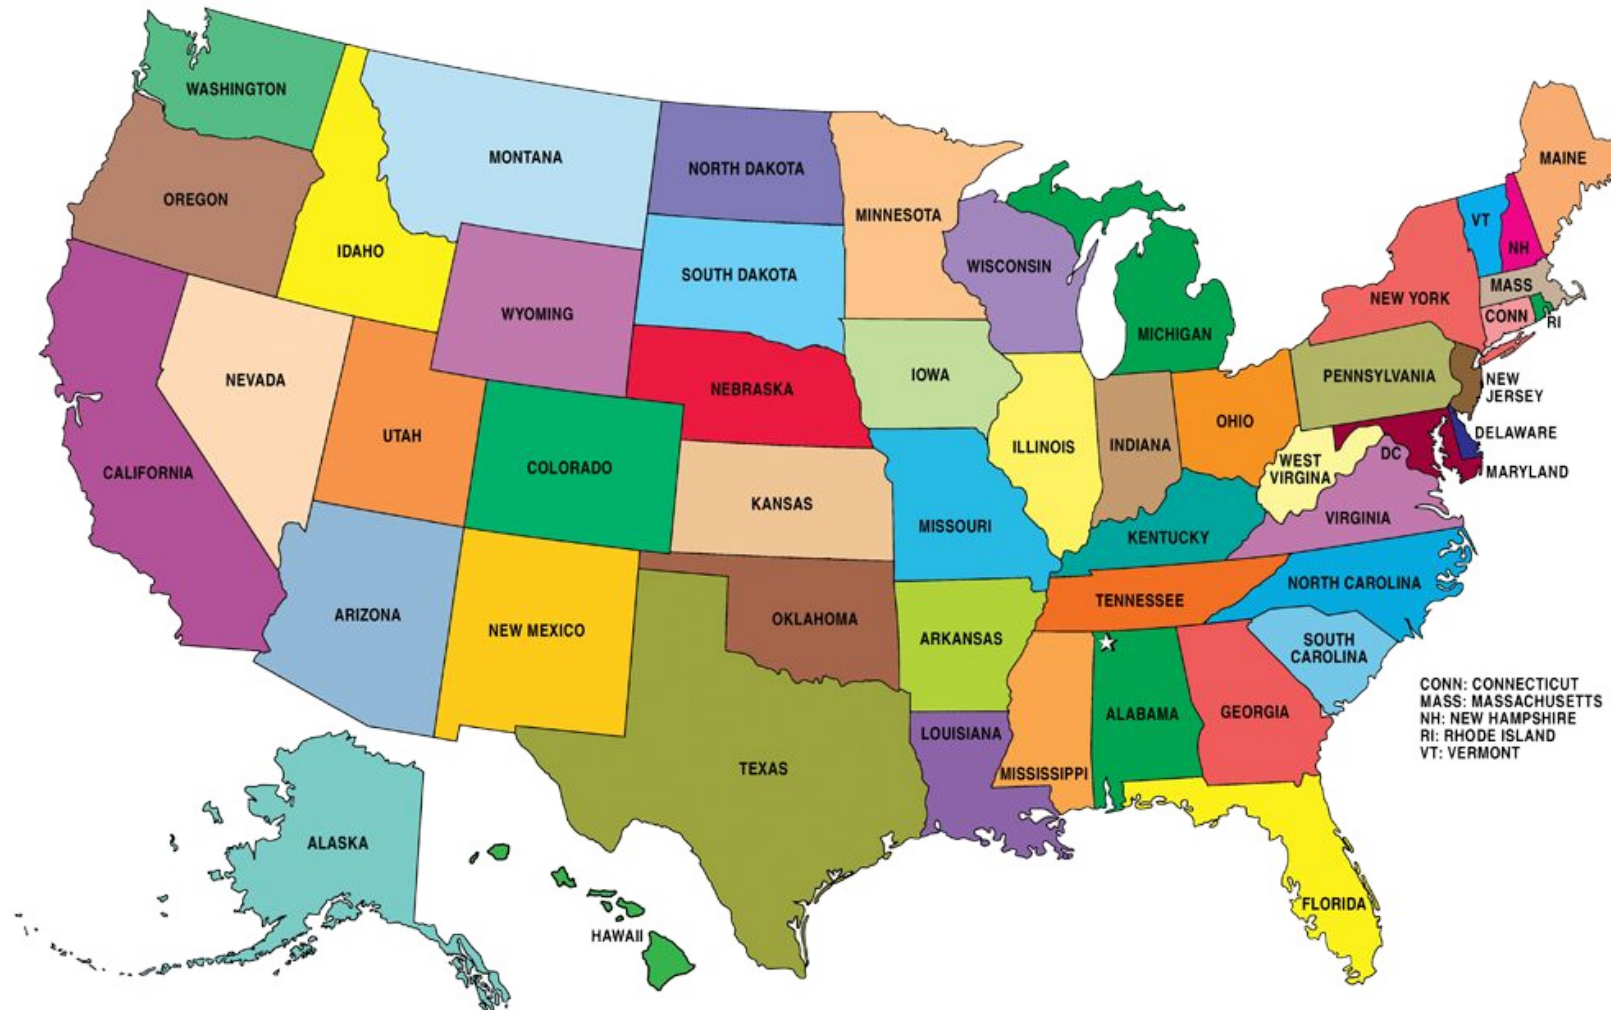 WASHINGTON
MONTANA
NORTH DAKOTA
MINNESOTA
MAINE
OREGON
IDAHO
VT
NH
SOUTH DAKOTA
WISCONSIN
MICHIGAN
NEW YORK
MASS
CONN
RI
WYOMING
NEVADA
NEBRASKA
IOWA
PENNSYLVANIA
NEW
JERSEY
UTAH
COLORADO
ILLINOIS
INDIANA
OHIO
DELAWARE
DC
MARYLAND
CALIFORNIA
KANSAS
MISSOURI
KENTUCKY
WEST
VIRGINA
VIRGINIA
ARIZONA
NEW MEXICO
OKLAHOMA
ARKANSAS
TENNESSEE
NORTH CAROLINA
SOUTH
CAROLINA
TEXAS
LOUISIANA
MISSISSIPPI
ALABAMA
GEORGIA
CONN: CONNECTICUT
MASS: MASSACHUSETTS
NH: NEW HAMPSHIRE
RI: RHODE ISLAND
VT: VERMONT
ALASKA
HAWAII
FLORIDA